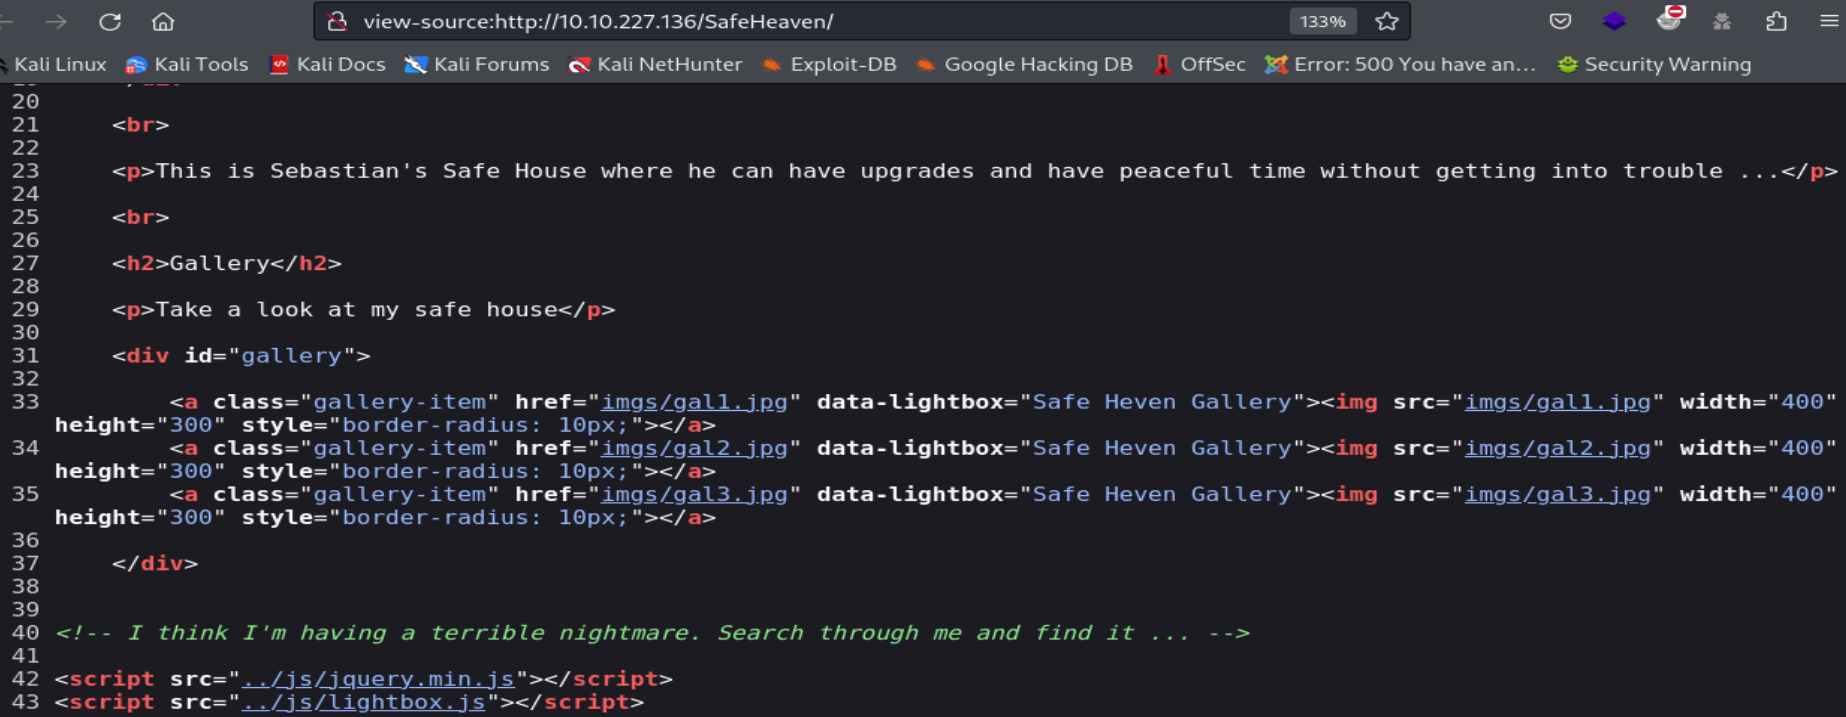 view-source:http://10.10.227.136/SafeHeaven/ 133%
Kali Linux Kali Tools Kali Docs Kali Forums Kali NetHunter Exploit-DB Google Hacking DB OffSec Error: 500 You have an... Security Warning
20
21 <br>
22
23 <p>This is Sebastian's Safe House where he can have upgrades and have peaceful time without getting into trouble ...</p>
24
25 <br>
26
27 <h2>Gallery</h2>
28
29 <p>Take a look at my safe house</p>
30
31 <div id="gallery">
32
33 <a class="gallery-item" href="imgs/gal1.jpg" data-lightbox="Safe Heven Gallery"><img src="imgs/gal1.jpg" width="400"
height="300" style="border-radius: 10px;"></a>
34 <a class="gallery-item" href="imgs/gal2.jpg" data-lightbox="Safe Heven Gallery"><img src="imgs/gal2.jpg" width="400"
height="300" style="border-radius: 10px;"></a>
35 <a class="gallery-item" href="imgs/gal3.jpg" data-lightbox="Safe Heven Gallery"><img src="imgs/gal3.jpg" width="400"
height="300" style="border-radius: 10px;"></a>
36
37 </div>
38
39
40 <!-- I think I'm having a terrible nightmare. Search through me and find it ... -->
41
42 <script src="../js/jquery.min.js"></script>
43 <script src="../js/lightbox.js"></script>